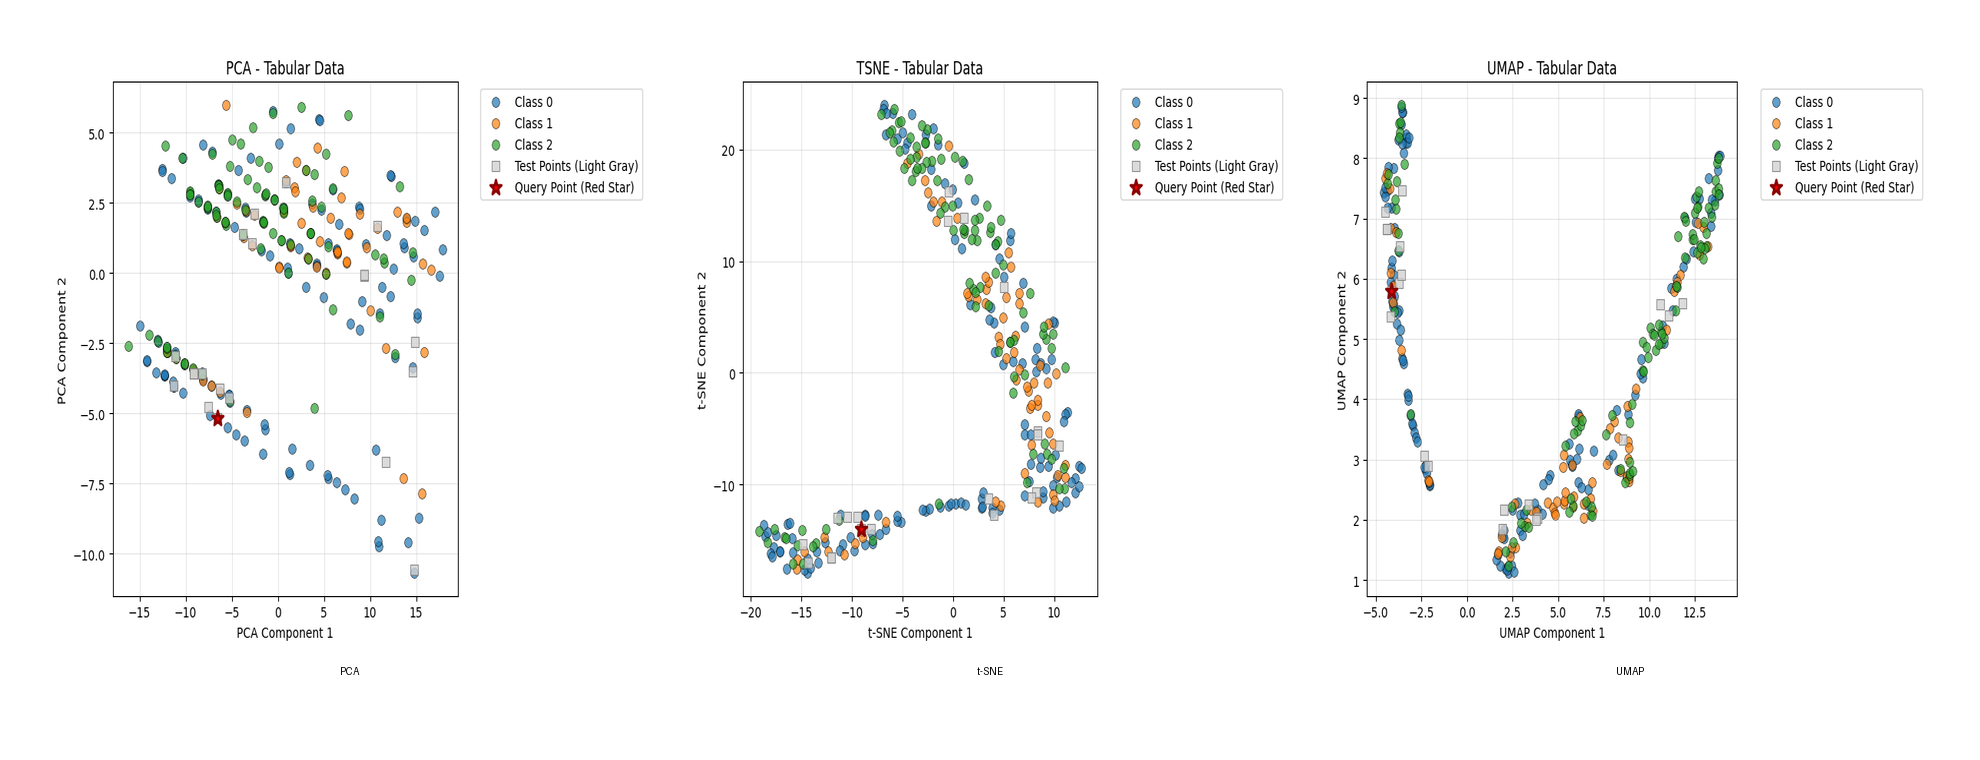 PCA - Tabular Data
5.0
2.5
0.0
−2.5
−5.0
−7.5
−10.0
PCA Component 2
−15
−10
−5
0
5
10
15
PCA Component 1
Class 0
Class 1
Class 2
Test Points (Light Gray)
Query Point (Red Star)
PCA
TSNE - Tabular Data
20
10
0
−10
t-SNE Component 2
−20
−15
−10
−5
0
5
10
t-SNE Component 1
Class 0
Class 1
Class 2
Test Points (Light Gray)
Query Point (Red Star)
t-SNE
UMAP - Tabular Data
9
8
7
6
5
4
3
2
1
UMAP Component 2
−5.0
−2.5
0.0
2.5
5.0
7.5
10.0
12.5
UMAP Component 1
Class 0
Class 1
Class 2
Test Points (Light Gray)
Query Point (Red Star)
UMAP